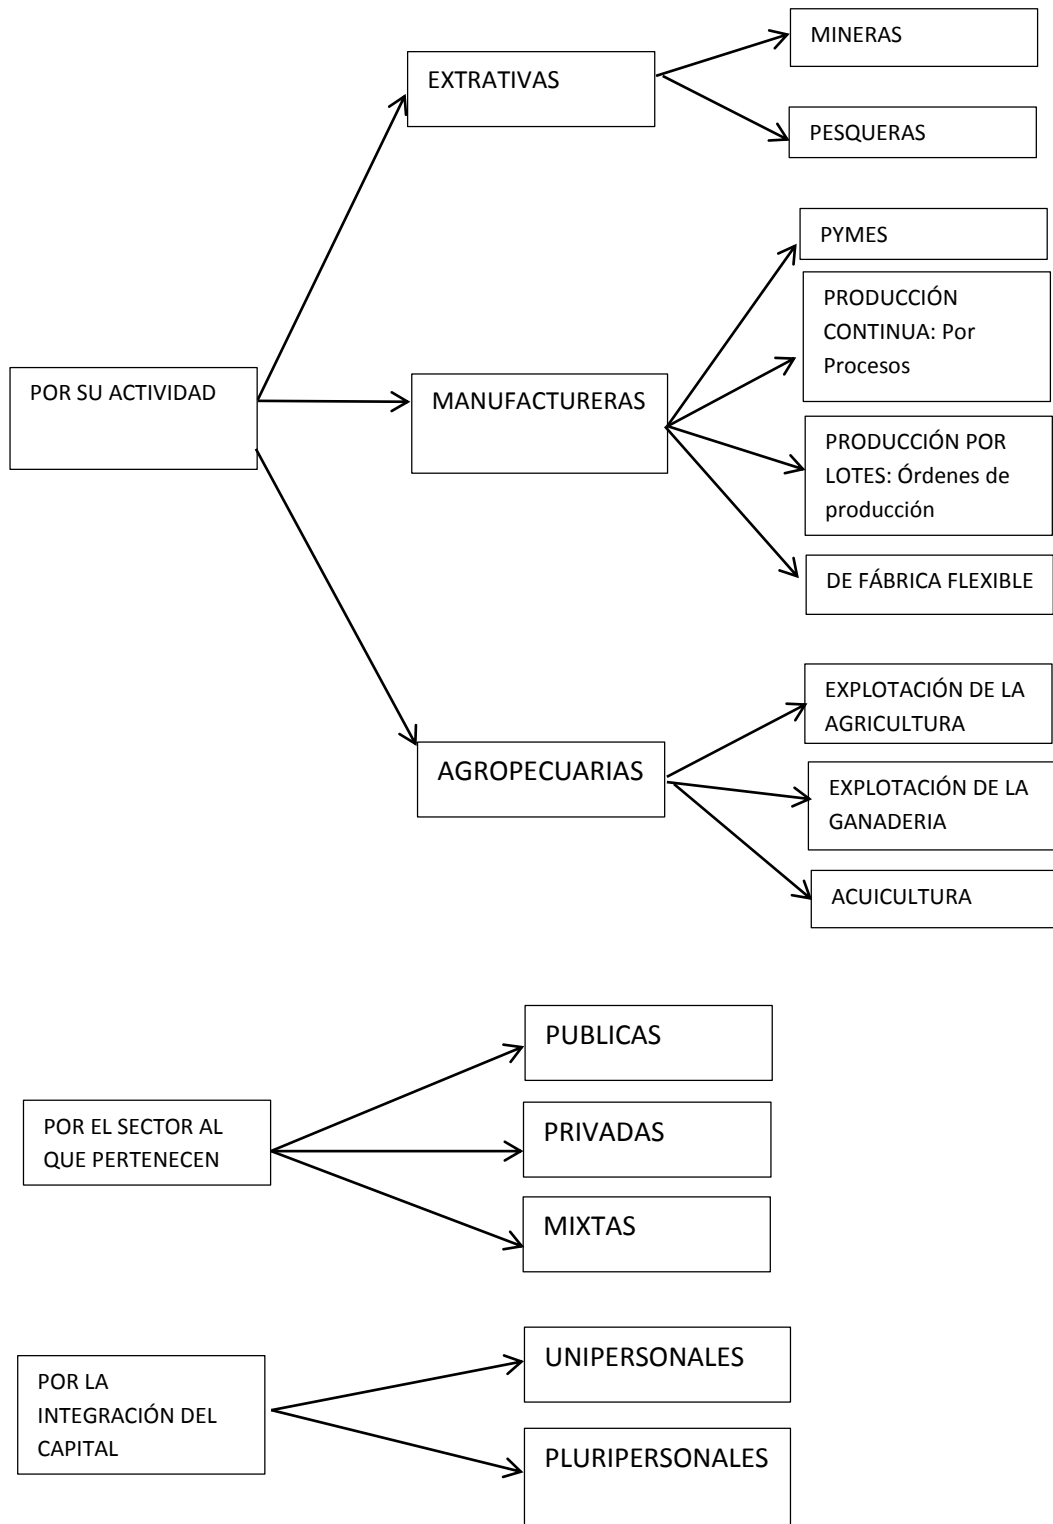 MINERAS
EXTRATIVAS
PESQUERAS
PYMES
PRODUCCIÓN
CONTINUA: Por
Procesos
POR SU ACTIVIDAD
MANUFACTURERAS
PRODUCCIÓN POR
LOTES: Órdenes de
producción
DE FÁBRICA FLEXIBLE
EXPLOTACIÓN DE LA
AGRICULTURA
AGROPECUARIAS
EXPLOTACIÓN DE LA
GANADERIA
ACUICULTURA
PUBLICAS
POR EL SECTOR AL
QUE PERTENECEN
PRIVADAS
MIXTAS
UNIPERSONALES
POR LA
INTEGRACIÓN DEL
CAPITAL
PLURIPERSONALES